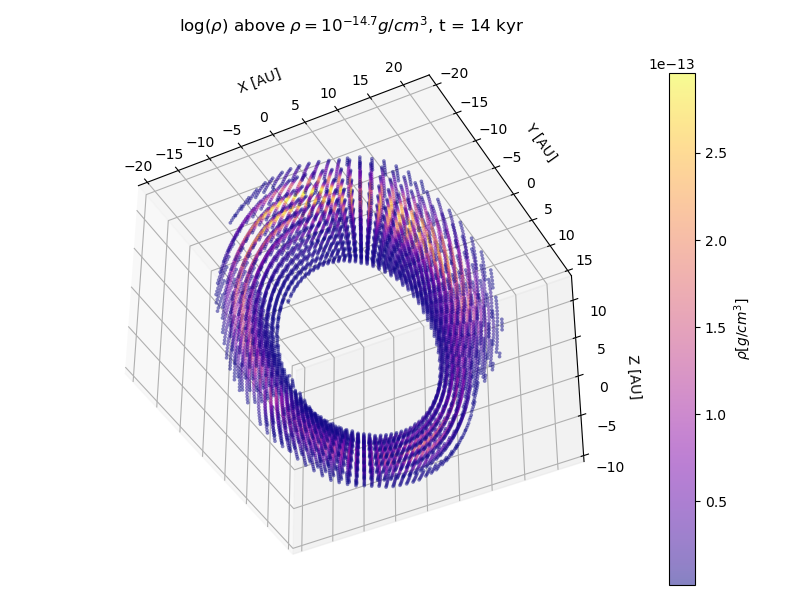 log(ρ) above ρ = 10^{-14.7} g/cm^3, t = 14 kyr
1e−13
X [AU]
−20 −15 −10 −5 0 5 10 15 20
Y [AU]
−20 −15 −10 −5 0 5 10 15
Z [AU]
10 5 0 −5 −10
2.5
2.0
1.5
1.0
0.5
ρ[g/cm^3]